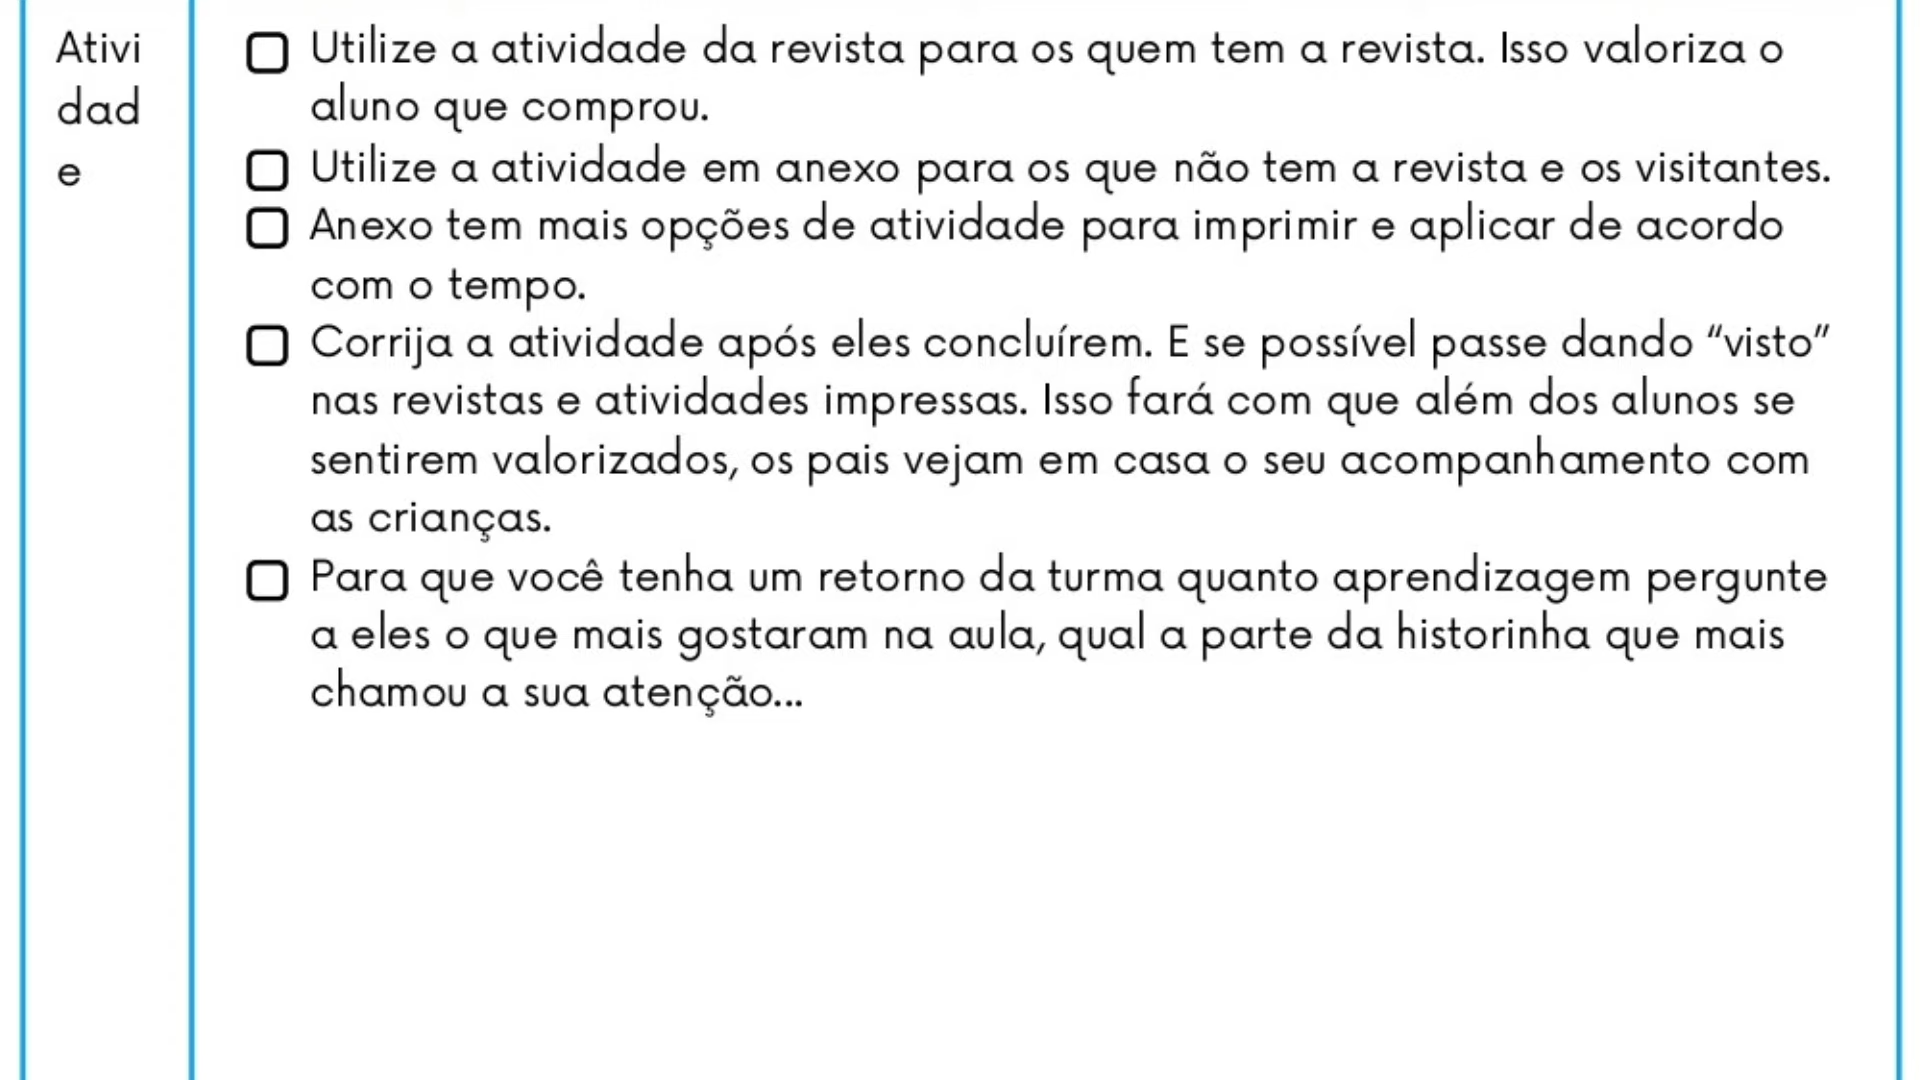 Ativi
dad
e
Utilize a atividade da revista para os quem tem a revista. Isso valoriza o
aluno que comprou.
Utilize a atividade em anexo para os que não tem a revista e os visitantes.
Anexo tem mais opções de atividade para imprimir e aplicar de acordo
com o tempo.
Corrija a atividade após eles concluírem. E se possível passe dando “visto”
nas revistas e atividades impressas. Isso fará com que além dos alunos se
sentirem valorizados, os pais vejam em casa o seu acompanhamento com
as crianças.
Para que você tenha um retorno da turma quanto aprendizagem pergunte
a eles o que mais gostaram na aula, qual a parte da historinha que mais
chamou a sua atenção...